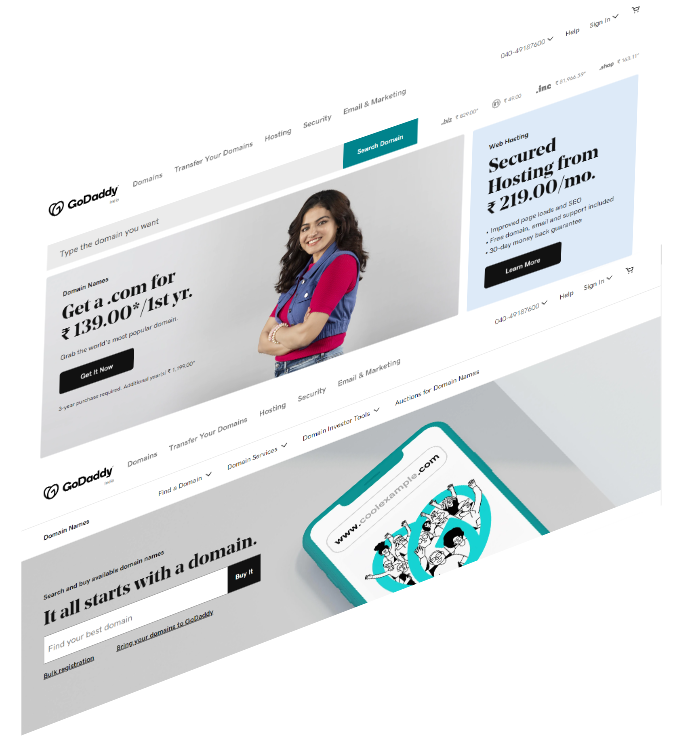 040-49187600
Help
Sign In
GoDaddy
Domains
Transfer Your Domains
Hosting
Security
Email & Marketing
Type the domain you want
Search Domain
.biz ₹ 829.00*
₹ 49.00
.inc
.shop
Domain Names
Get a .com for
₹ 139.00*/1st yr.
Grab the world's most popular domain.
Get It Now
3-year purchase required. Additional year(s) ₹ 1,199.00*
Web Hosting
Secured
Hosting from
₹ 219.00/mo.
• Improved page loads and SEO
• Free domain, email and support included
• 30-day money back guarantee
Learn More
040-49187600
Help
Sign In
GoDaddy
Domains
Transfer Your Domains
Hosting
Security
Email & Marketing
Domain Names
Find a Domain
Domain Services
Domain Investor Tools
Auctions for Domain Names
Search and buy available domain names
It all starts with a domain.
Find your best domain
Buy It
Bulk registration
Bring your domains to GoDaddy
www.coolexample.com